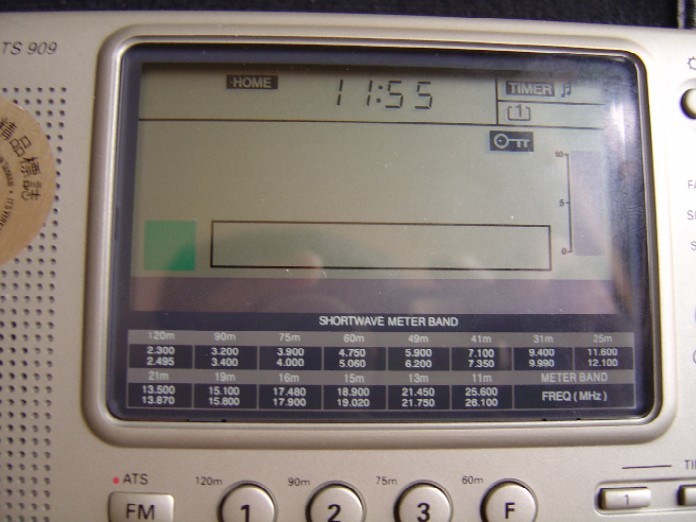 ATS 909
精品標誌
HOME 11:55 TIMER
1
10
5
0
SHORTWAVE METER BAND
120m 90m 75m 60m 49m 41m 31m 25m
2.300 3.200 3.900 4.750 5.900 7.100 9.400 11.600
2.495 3.400 4.000 5.060 6.200 7.350 9.990 12.100
21m 19m 16m 15m 13m 11m METER BAND
13.500 15.100 17.480 18.900 21.450 25.600 FREQ (MHz)
13.870 15.800 17.900 19.020 21.750 26.100
ATS 120m 90m 75m 60m
FM 1 2 3 F 1